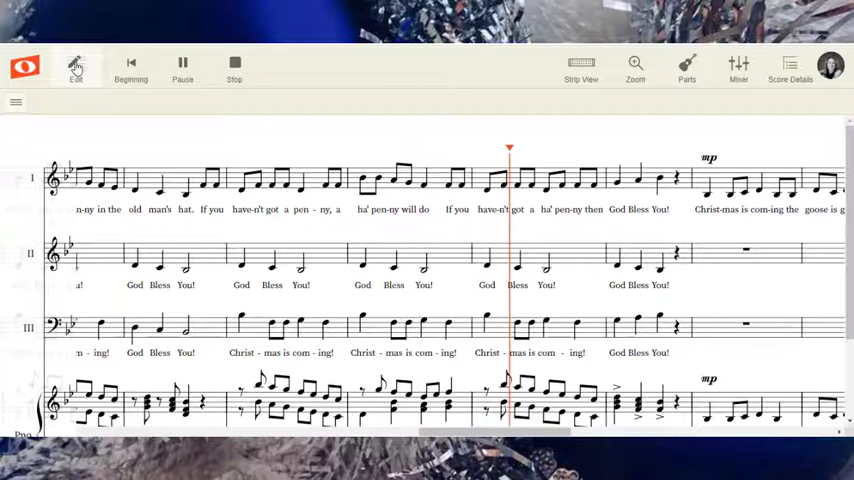 Edit Beginning Pause Stop Strip View Zoom Parts Mixer Score Details
mp
I
n-ny in the old man's hat. If you have-n't got a pen - ny, a ha' pen-ny will do If you have-n't got a ha' pen-ny then God Bless You! Christ-mas is com-ing the goose is g
II
God Bless You! God Bless You! God Bless You! God Bless You! God Bless You!
III
m - ing! God Bless You! Christ - mas is com - ing! Christ - mas is com - ing! Christ - mas is com - ing! God Bless You!
mp
Pno